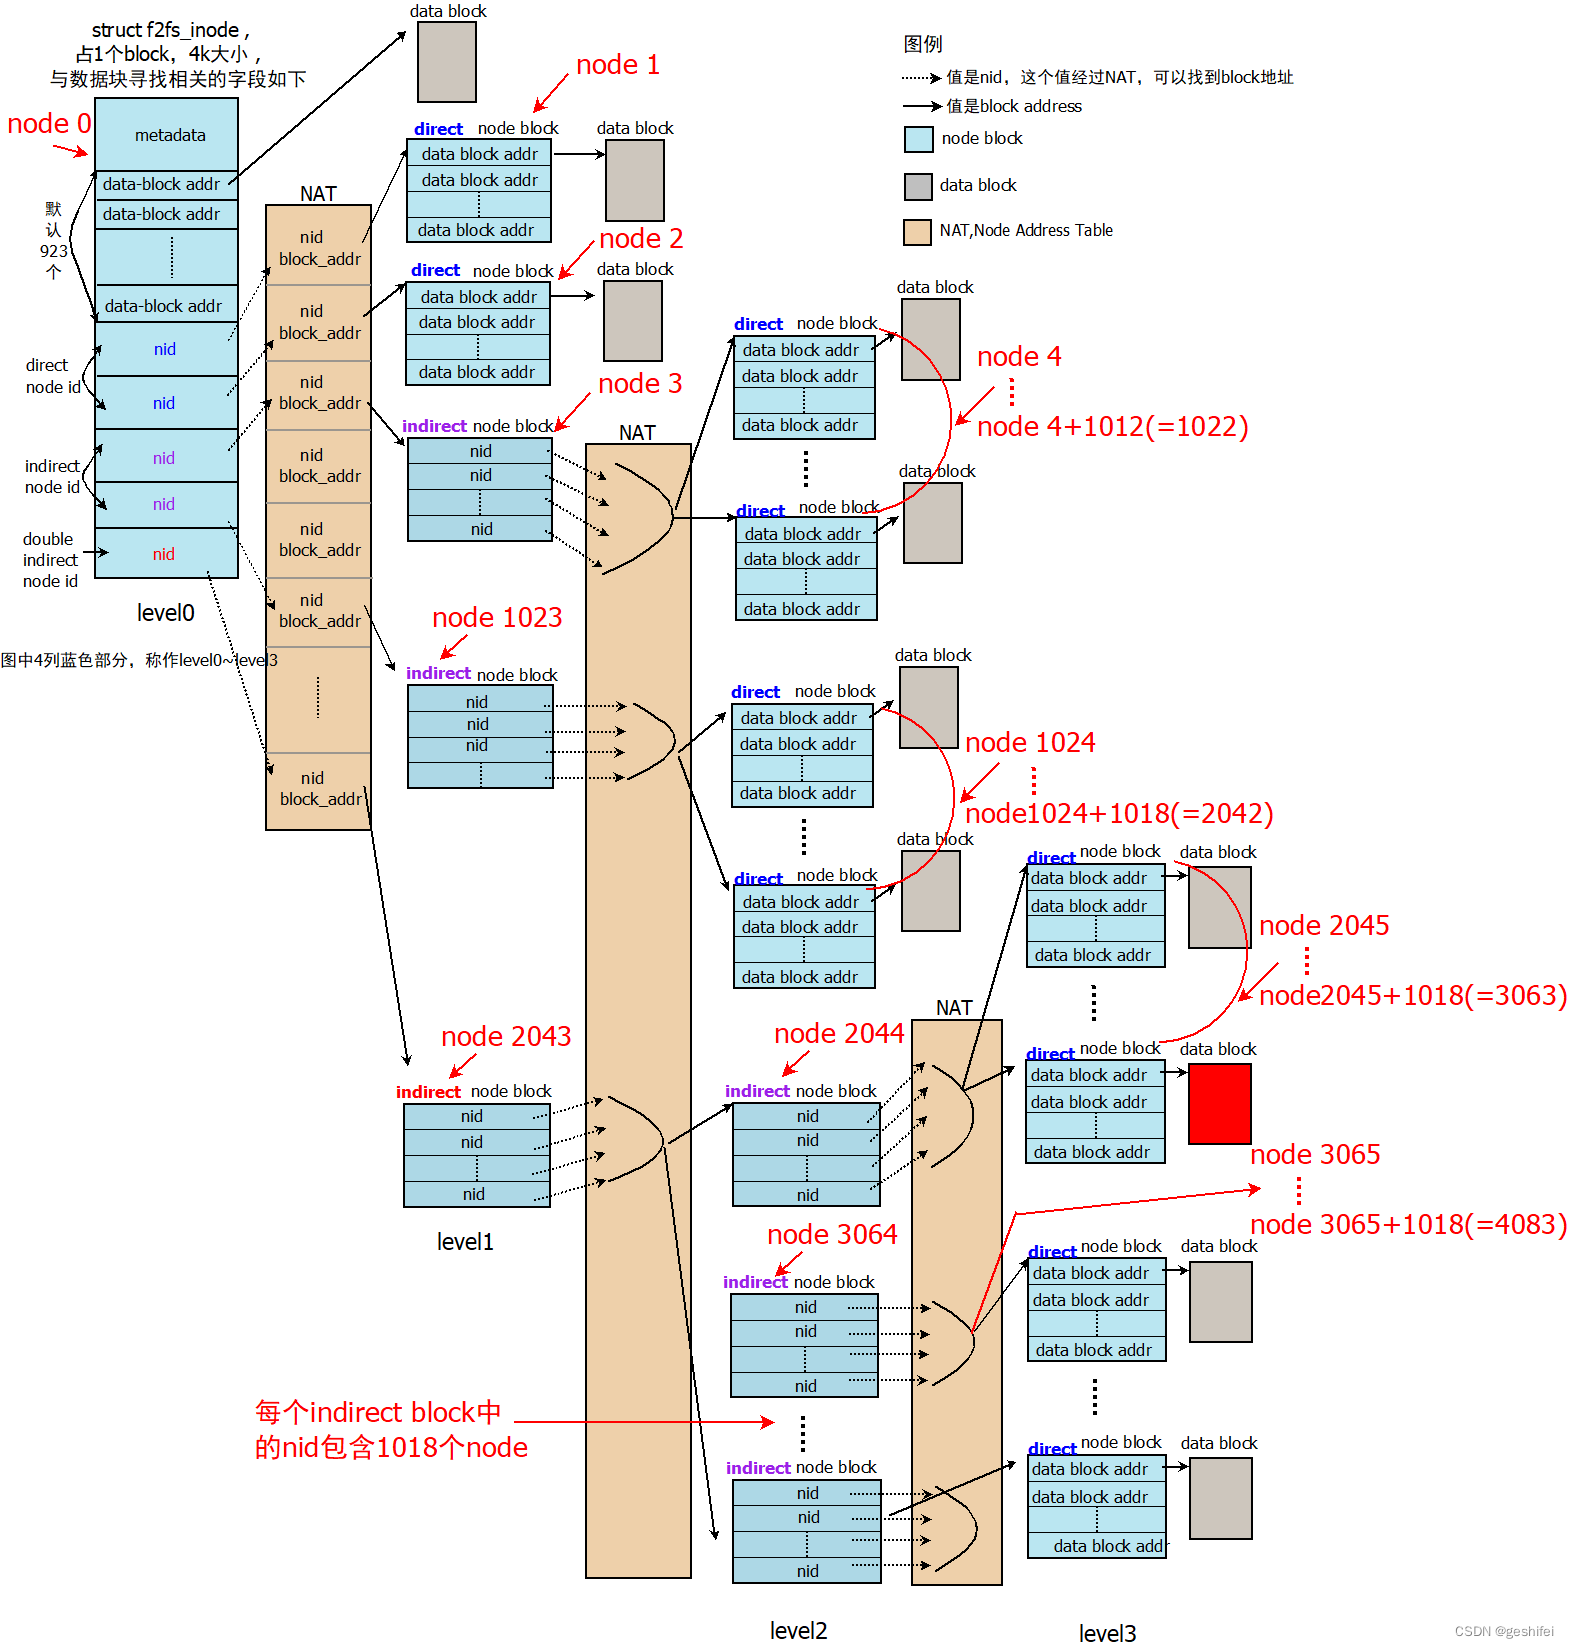 struct f2fs_inode ,
占1个block，4k大小，
与数据块寻找相关的字段如下
node 0
metadata
data-block addr
data-block addr
data-block addr
默
认
923
个
nid
nid
direct
node id
nid
nid
indirect
node id
nid
double
indirect
node id
level0
图中4列蓝色部分，称作level0~level3
NAT
nid
block_addr
nid
block_addr
nid
block_addr
nid
block_addr
nid
block_addr
nid
block_addr
nid
block_addr
data block
node 1
direct node block
data block addr
data block addr
data block addr
data block
node 2
direct node block
data block addr
data block addr
data block addr
data block
node 3
indirect node block
nid
nid
nid
node 1023
indirect node block
nid
nid
nid
node 2043
indirect node block
nid
nid
nid
level1
NAT
图例
值是nid，这个值经过NAT，可以找到block地址
值是block address
node block
data block
NAT,Node Address Table
direct node block
data block addr
data block addr
data block addr
data block
node 4
node 4+1012(=1022)
direct node block
data block addr
data block addr
data block addr
data block
direct node block
data block addr
data block addr
data block addr
data block
node 1024
node1024+1018(=2042)
direct node block
data block addr
data block addr
data block addr
data block
node 2044
indirect node block
nid
nid
nid
node 3064
indirect node block
nid
nid
nid
每个indirect block中
的nid包含1018个node
indirect node block
nid
nid
nid
level2
NAT
direct node block
data block addr
data block addr
data block addr
data block
node 2045
node2045+1018(=3063)
direct node block
data block addr
data block addr
data block addr
data block
node 3065
node 3065+1018(=4083)
direct node block
data block addr
data block addr
data block addr
data block
direct node block
data block addr
data block addr
data block addr
data block
level3
CSDN @geshifei